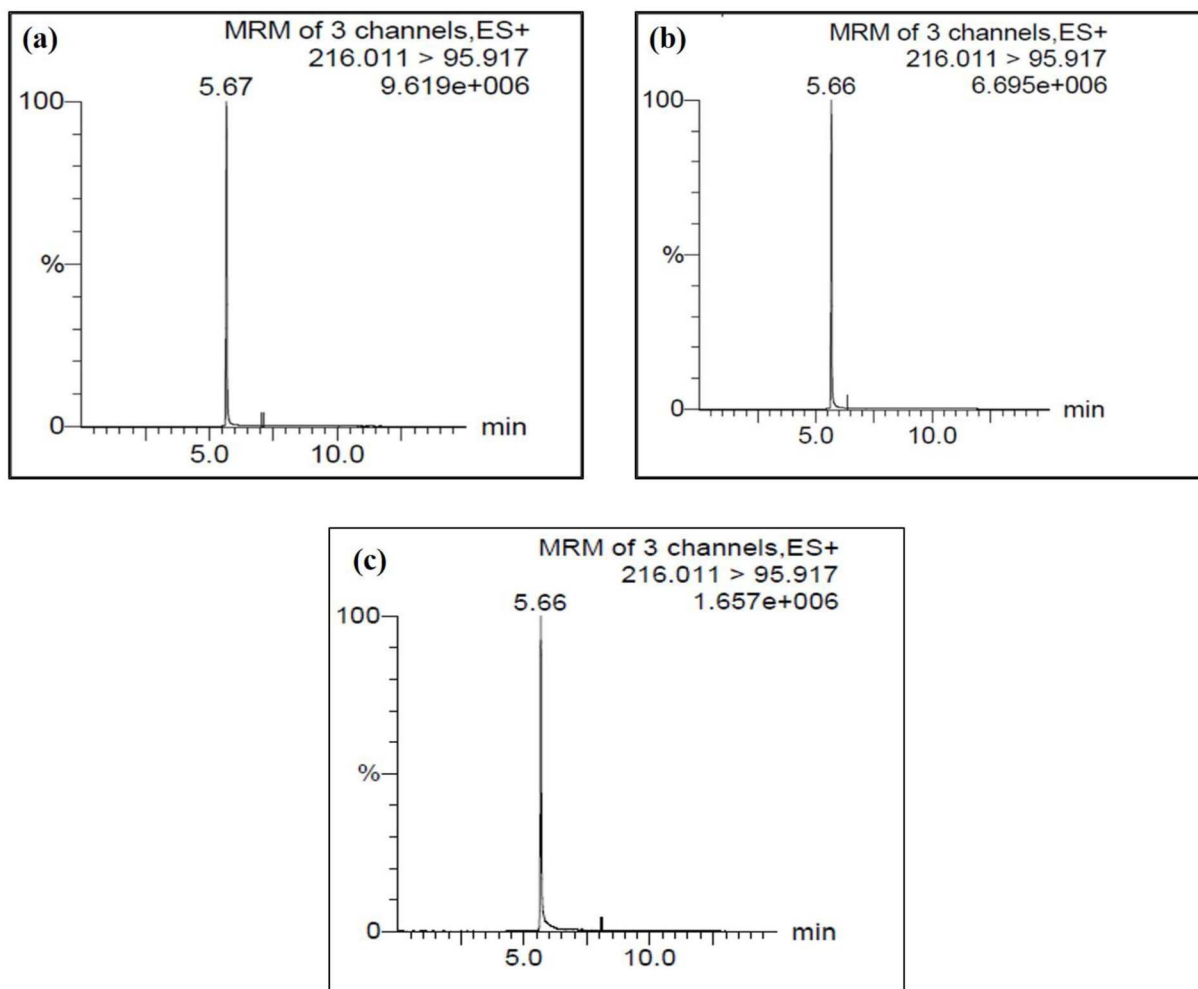 (a)
MRM of 3 channels,ES+
216.011 > 95.917
5.67
9.619e+006
100
%
0
5.0
10.0
min
(b)
MRM of 3 channels,ES+
216.011 > 95.917
5.66
6.695e+006
100
%
0
5.0
10.0
min
(c)
MRM of 3 channels,ES+
216.011 > 95.917
5.66
1.657e+006
100
%
0
5.0
10.0
min